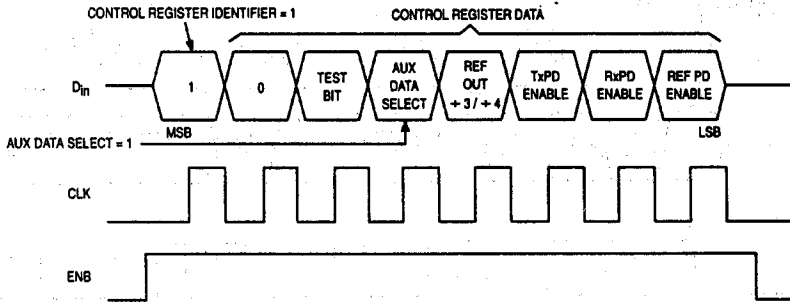 CONTROL REGISTER IDENTIFIER = 1
CONTROL REGISTER DATA
Din
1
0
TEST
BIT
AUX
DATA
SELECT
REF
OUT
÷ 3 / ÷ 4
TxPD
ENABLE
RxPD
ENABLE
REF PD
ENABLE
MSB
LSB
AUX DATA SELECT = 1
CLK
ENB